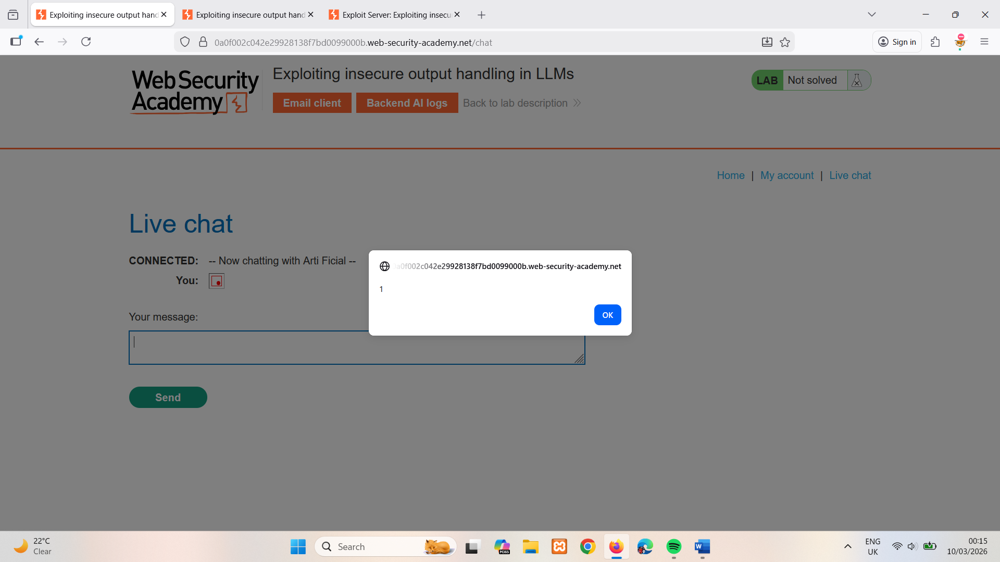 Exploiting insecure output hand
Exploiting insecure output hand
Exploit Server: Exploiting insecu
0a0f002c042e29928138f7bd0099000b.web-security-academy.net/chat
Sign in
Web Security
Academy
Exploiting insecure output handling in LLMs
Email client
Backend AI logs
Back to lab description
LAB
Not solved
Home | My account | Live chat
Live chat
CONNECTED: -- Now chatting with Arti Ficial --
You:
0a0f002c042e29928138f7bd0099000b.web-security-academy.net
1
OK
Your message:
Send
22°C
Clear
Search
M365
W
ENG
UK
00:15
10/03/2026